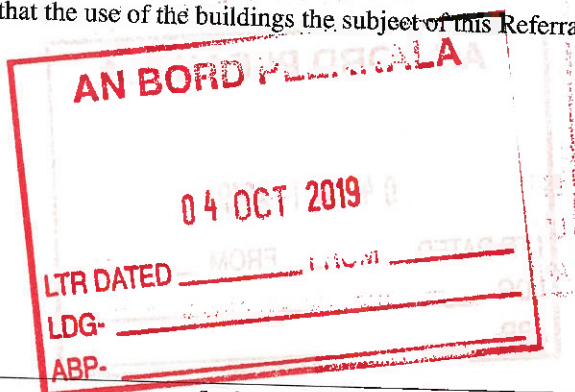 that the use of the buildings the subject of this Referra
AN BORD
04 OCT 2019
LTR DATED FROM
LDG-
ABP-